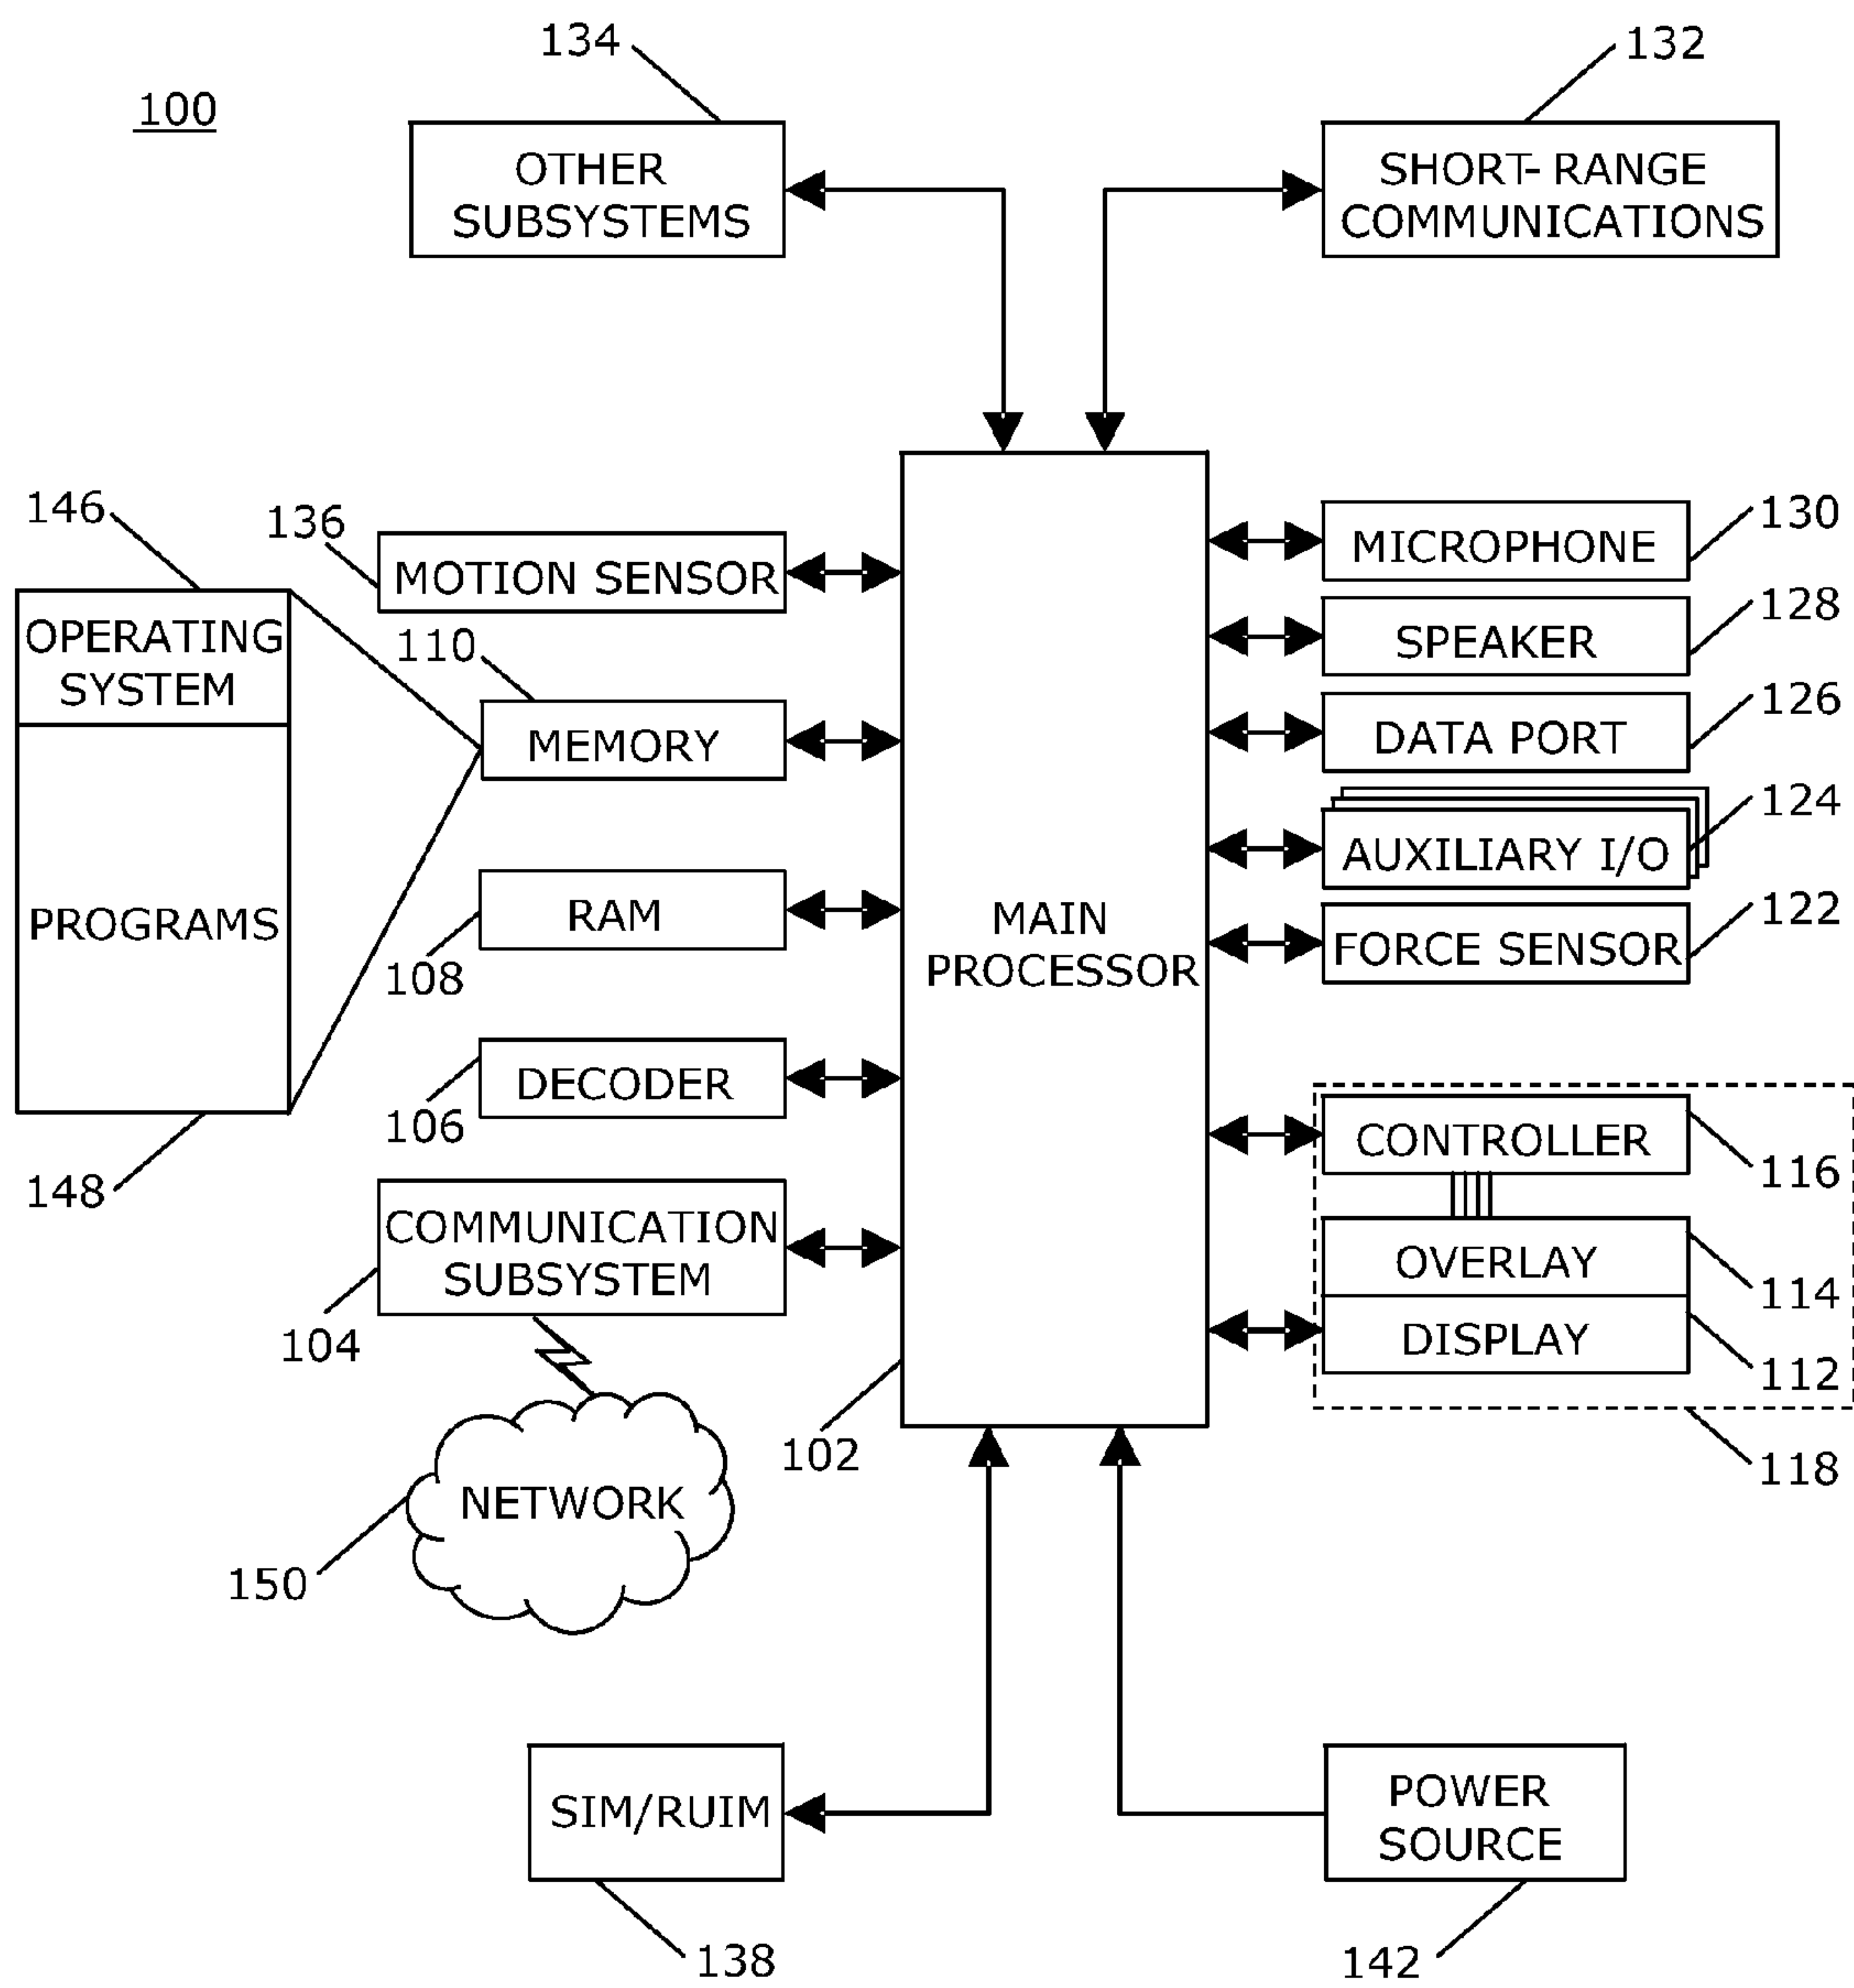 134
132
100
OTHER
SUBSYSTEMS
SHORT-RANGE
COMMUNICATIONS
146
136
MOTION SENSOR
OPERATING
SYSTEM
110
MEMORY
PROGRAMS
RAM
108
DECODER
106
148
COMMUNICATION
SUBSYSTEM
104
NETWORK
150
MAIN
PROCESSOR
102
MICROPHONE
130
SPEAKER
128
DATA PORT
126
AUXILIARY I/O
124
FORCE SENSOR
122
CONTROLLER
116
OVERLAY
114
DISPLAY
112
118
SIM/RUIM
138
POWER
SOURCE
142